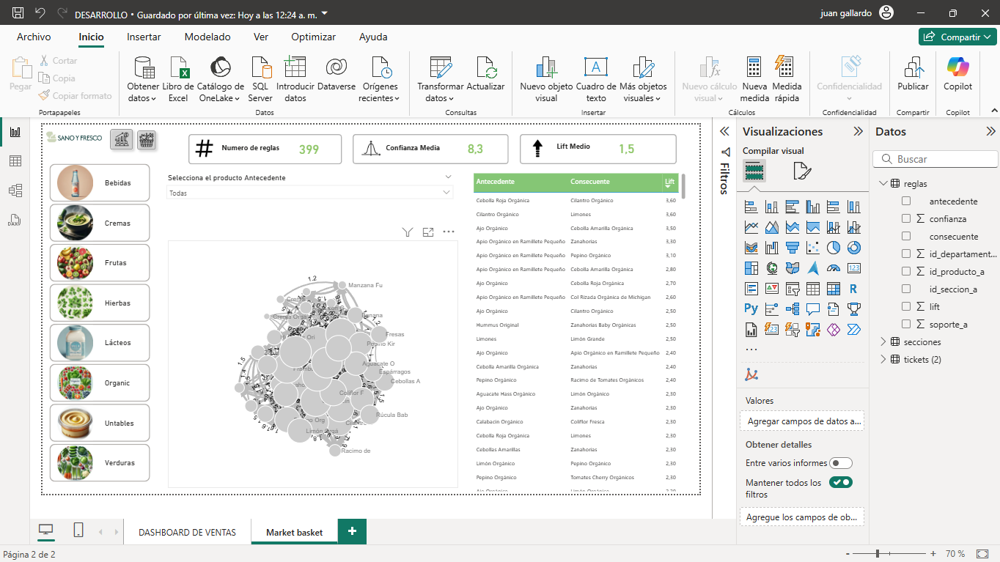 DESARROLLO • Guardado por última vez: Hoy a las 12:24 a. m.
juan gallardo
Archivo Inicio Insertar Modelado Ver Optimizar Ayuda
Compartir
Pegar
Cortar
Copia
Copiar formato
Portapapeles
Obtener datos
Libro de Excel
Catálogo de OneLake
SQL Server
Introducir datos
Dataverse
Orígenes recientes
Datos
Transformar datos
Actualizar
Consultas
Nuevo objeto visual
Cuadro de texto
Más objetos visuales
Insertar
Nuevo cálculo visual
Nueva medida
Medida rápida
Cálculos
Confidencialidad
Confidencialidad
Publicar
Compartir
Copilot
Copilot
SANO Y FRESCO
Numero de reglas 399
Confianza Media 8,3
Lift Medio 1,5
Bebidas
Cremas
Frutas
Hierbas
Lácteos
Organic
Untables
Verduras
Selecciona el producto Antecedente
Todas
1.2
Manzana Fu
Banana
Fresas
Pepino Kir
Aguacate O
Espárragos
Cebollas A
Coliflor F
Rúcula Bab
Limón Orgá
Racimo de
1.5
Antecedente Consecuente Lift
Cebolla Roja Orgánica Cilantro Orgánico 3,60
Cilantro Orgánico Limones 3,60
Ajo Orgánico Cebolla Amarilla Orgánica 3,50
Apio Orgánico en Ramillete Pequeño Zanahorias 3,30
Apio Orgánico en Ramillete Pequeño Pepino Orgánico 3,10
Apio Orgánico en Ramillete Pequeño Cebolla Amarilla Orgánica 2,80
Ajo Orgánico Cebolla Roja Orgánica 2,70
Apio Orgánico en Ramillete Pequeño Col Rizada Orgánica de Michigan 2,60
Ajo Orgánico Cilantro Orgánico 2,50
Hummus Original Zanahorias Baby Orgánicas 2,50
Limones Limón Grande 2,50
Ajo Orgánico Apio Orgánico en Ramillete Pequeño 2,40
Cebolla Amarilla Orgánica Zanahorias 2,40
Pepino Orgánico Racimo de Tomates Orgánicos 2,40
Aguacate Hass Orgánico Limón Orgánico 2,30
Ajo Orgánico Zanahorias 2,30
Calabacín Orgánico Coliflor Fresca 2,30
Cebolla Roja Orgánica Limones 2,30
Cebollas Amarillas Zanahorias 2,30
Limón Orgánico Pepino Orgánico 2,30
Pepino Orgánico Tomates Cherry Orgánicos 2,30
Ajo Orgánico Limón Orgánico 2,20
Filtros
Visualizaciones
Compilar visual
123
R
Py
...
Valores
Agregar campos de datos a...
Obtener detalles
Entre varios informes
Mantener todos los filtros
Agregue los campos de ob...
Datos
Buscar
reglas
antecedente
confianza
consecuente
id_departament...
id_producto_a
id_seccion_a
lift
soporte_a
secciones
tickets (2)
DAX
DASHBOARD DE VENTAS
Market basket
+
Página 2 de 2
- + 70 %